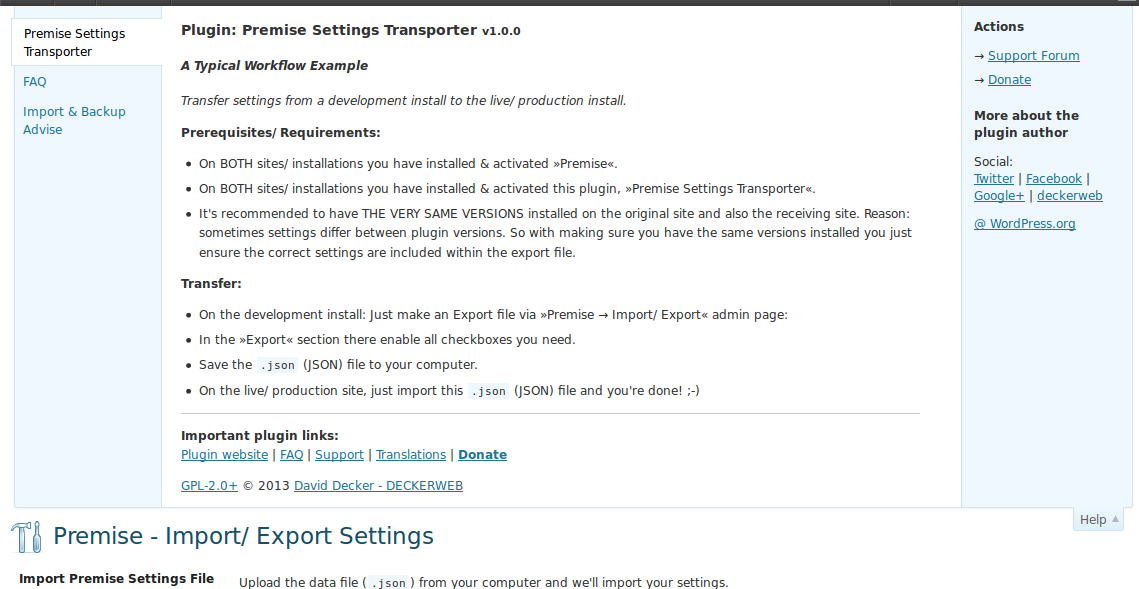 Premise Settings
Transporter
FAQ
Import & Backup
Advise
Plugin: Premise Settings Transporter v1.0.0
A Typical Workflow Example
Transfer settings from a development install to the live/ production install.
Prerequisites/ Requirements:
• On BOTH sites/ installations you have installed & activated »Premise«.
• On BOTH sites/ installations you have installed & activated this plugin, »Premise Settings Transporter«.
• It's recommended to have THE VERY SAME VERSIONS installed on the original site and also the receiving site. Reason:
sometimes settings differ between plugin versions. So with making sure you have the same versions installed you just
ensure the correct settings are included within the export file.
Transfer:
• On the development install: Just make an Export file via »Premise → Import/ Export« admin page:
• In the »Export« section there enable all checkboxes you need.
• Save the .json (JSON) file to your computer.
• On the live/ production site, just import this .json (JSON) file and you're done! ;-)
Important plugin links:
Plugin website | FAQ | Support | Translations | Donate
GPL-2.0+ © 2013 David Decker - DECKERWEB
Actions
→ Support Forum
→ Donate
More about the
plugin author
Social:
Twitter | Facebook |
Google+ | deckerweb
@ WordPress.org
Help ▲
Premise - Import/ Export Settings
Import Premise Settings File
Upload the data file ( .json ) from your computer and we'll import your settings.